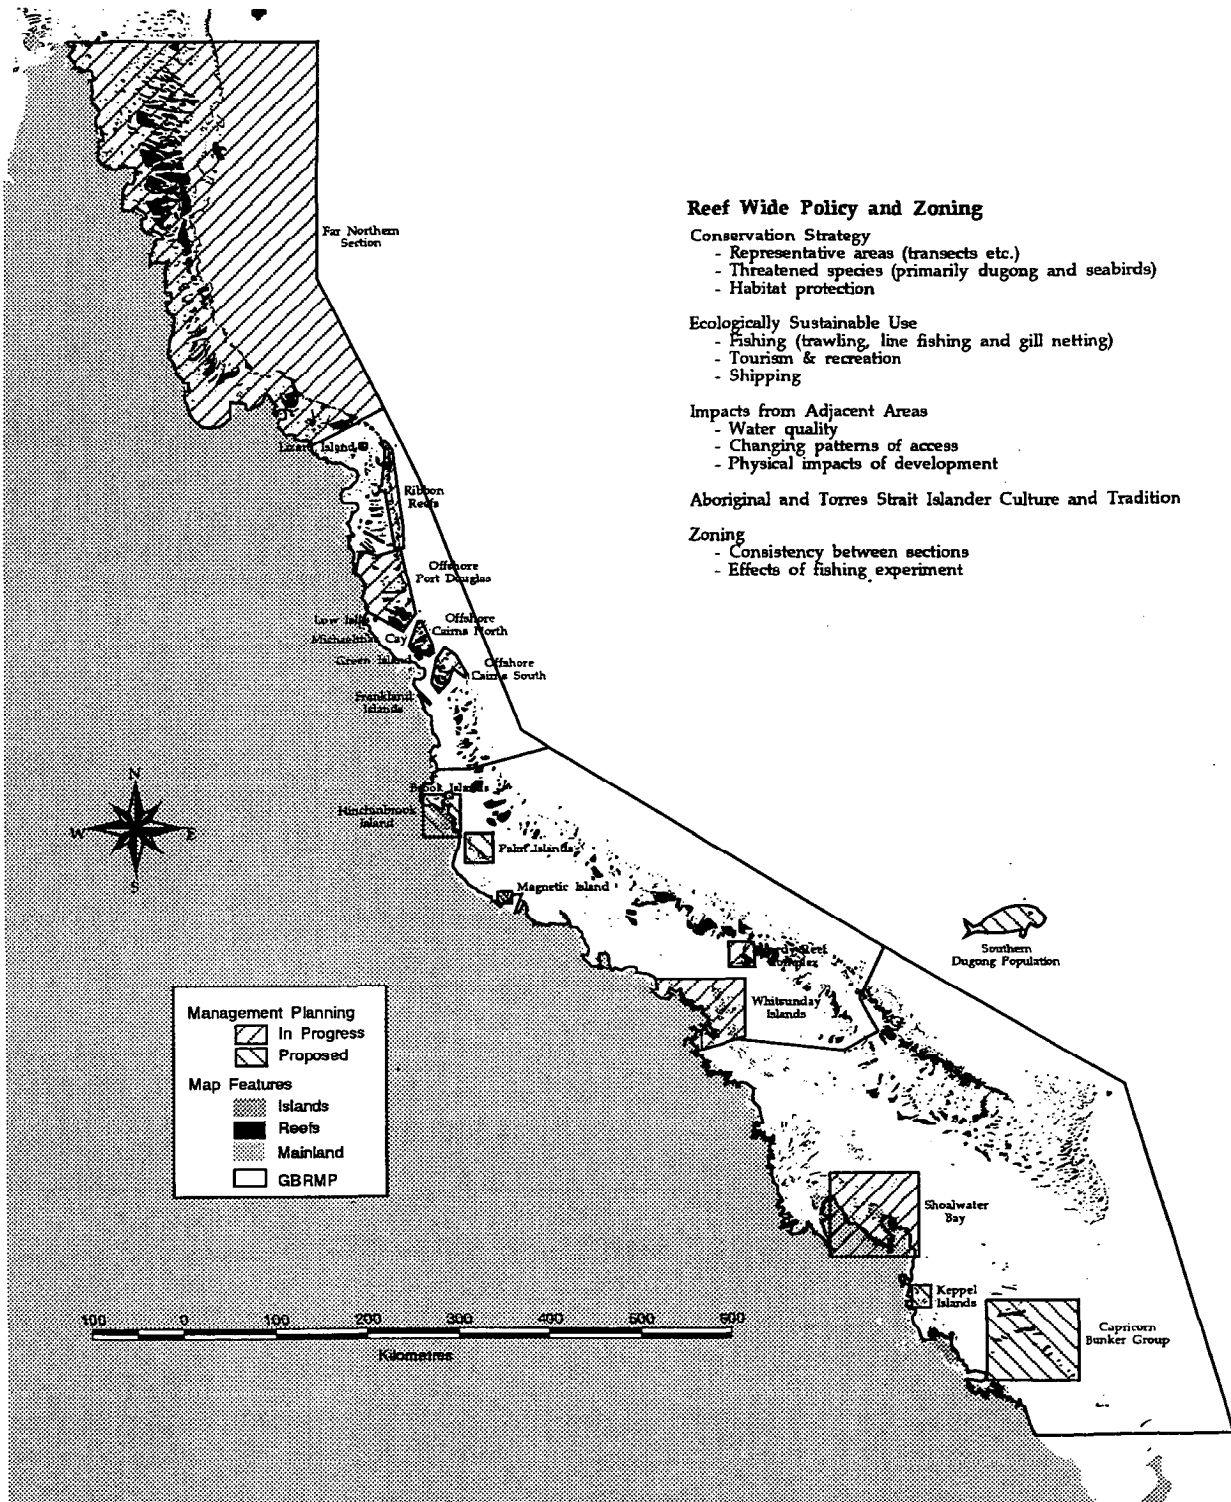 Reef Wide Policy and Zoning
Conservation Strategy
- Representative areas (transects etc.)
- Threatened species (primarily dugong and seabirds)
- Habitat protection
Ecologically Sustainable Use
- Fishing (trawling, line fishing and gill netting)
- Tourism & recreation
- Shipping
Impacts from Adjacent Areas
- Water quality
- Changing patterns of access
- Physical impacts of development
Aboriginal and Torres Strait Islander Culture and Tradition
Zoning
- Consistency between sections
- Effects of fishing experiment
Far Northern
Section
Lizard Island
Ribbon
Reefs
Offshore
Port Douglas
Low Isles
Michaelmas Cay
Green Island
Offshore
Cairns North
Offshore
Cairns South
Frankland
Islands
Brook Islands
Hinchinbrook
Island
Palm Islands
Magnetic Island
Hardy Reef
Complex
Whitsunday
Islands
Southern
Dugong Population
Shoalwater
Bay
Keppel
Islands
Capricorn
Bunker Group
N
W
E
S
Management Planning
In Progress
Proposed
Map Features
Islands
Reefs
Mainland
GBRMP
100 0 100 200 300 400 500 600
Kilometres